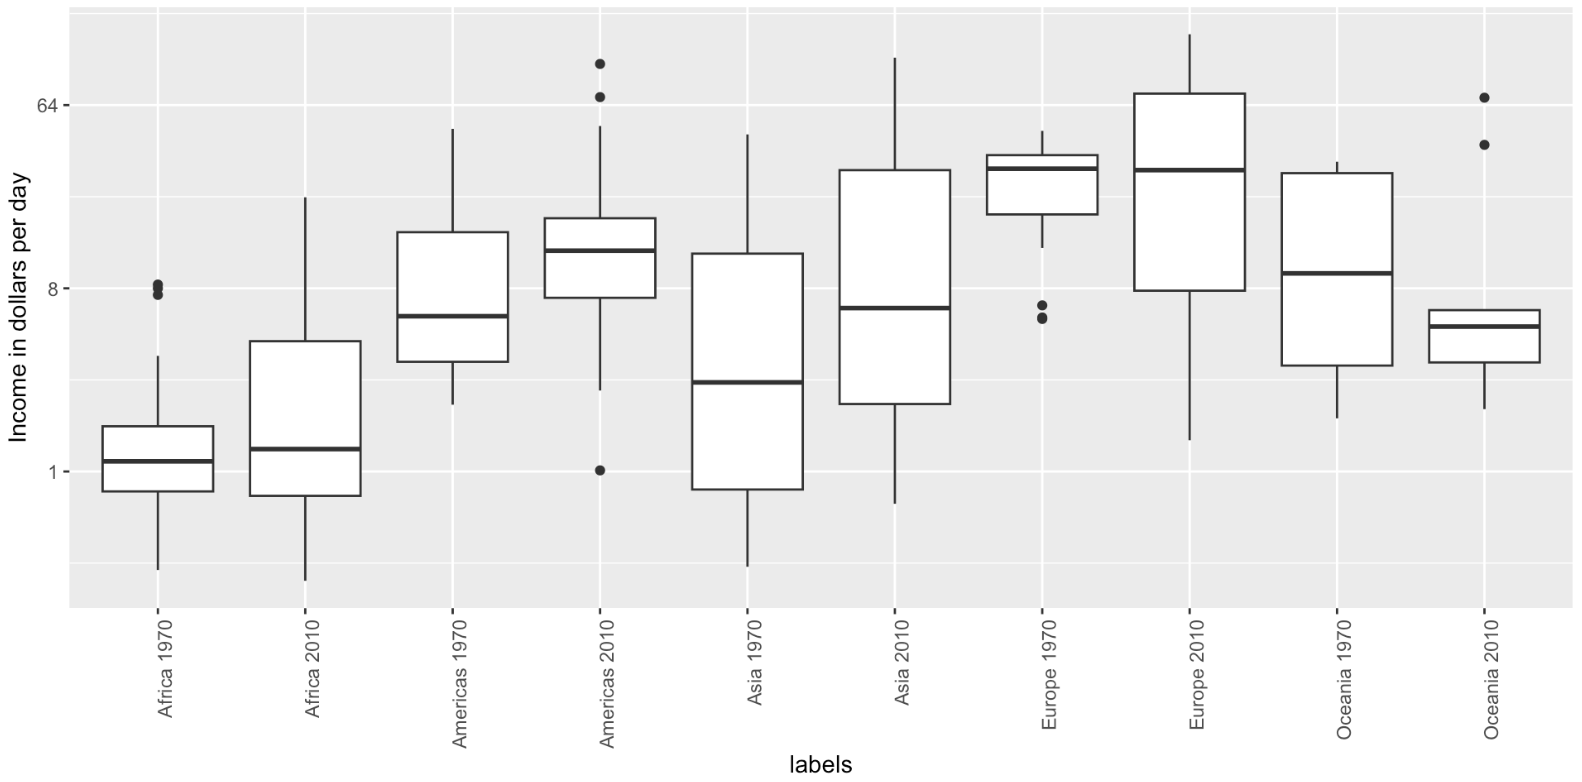 Income in dollars per day
64
8
1
Africa 1970
Africa 2010
Americas 1970
Americas 2010
Asia 1970
Asia 2010
Europe 1970
Europe 2010
Oceania 1970
Oceania 2010
labels